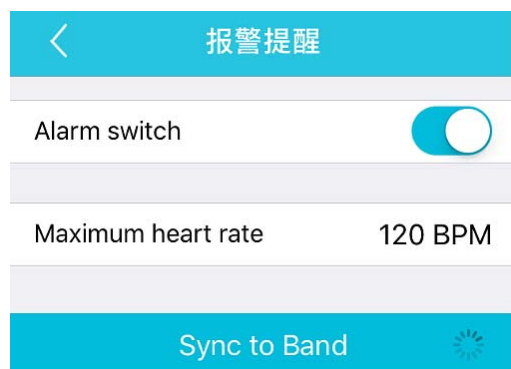 报警提醒
Alarm switch
Maximum heart rate 120 BPM
Sync to Band